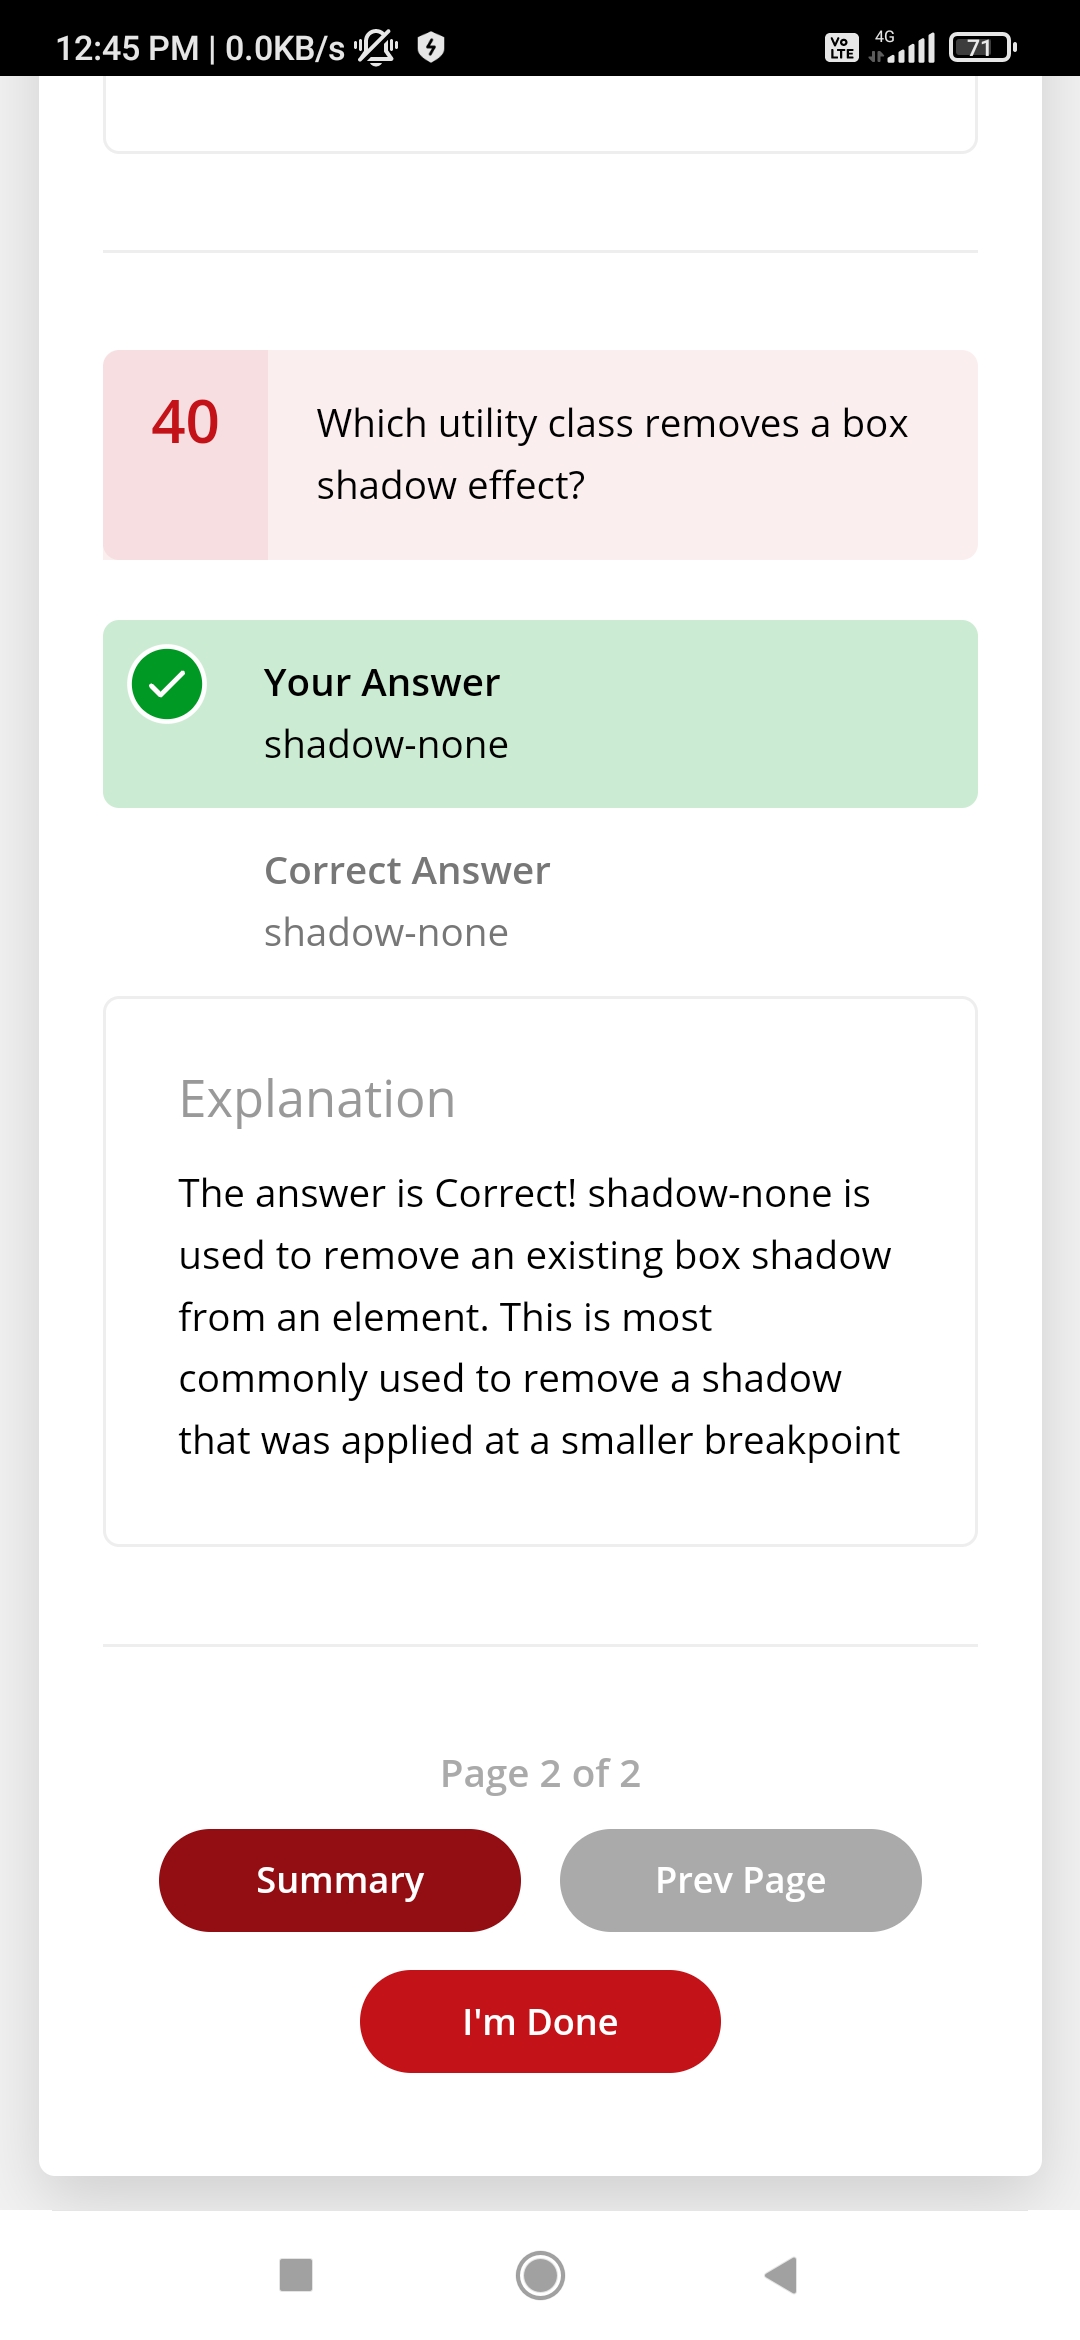 12:45 PM | 0.0KB/s
Vo LTE 4G 71
40
Which utility class removes a box
shadow effect?
Your Answer
shadow-none
Correct Answer
shadow-none
Explanation
The answer is Correct! shadow-none is
used to remove an existing box shadow
from an element. This is most
commonly used to remove a shadow
that was applied at a smaller breakpoint
Page 2 of 2
Summary
Prev Page
I'm Done